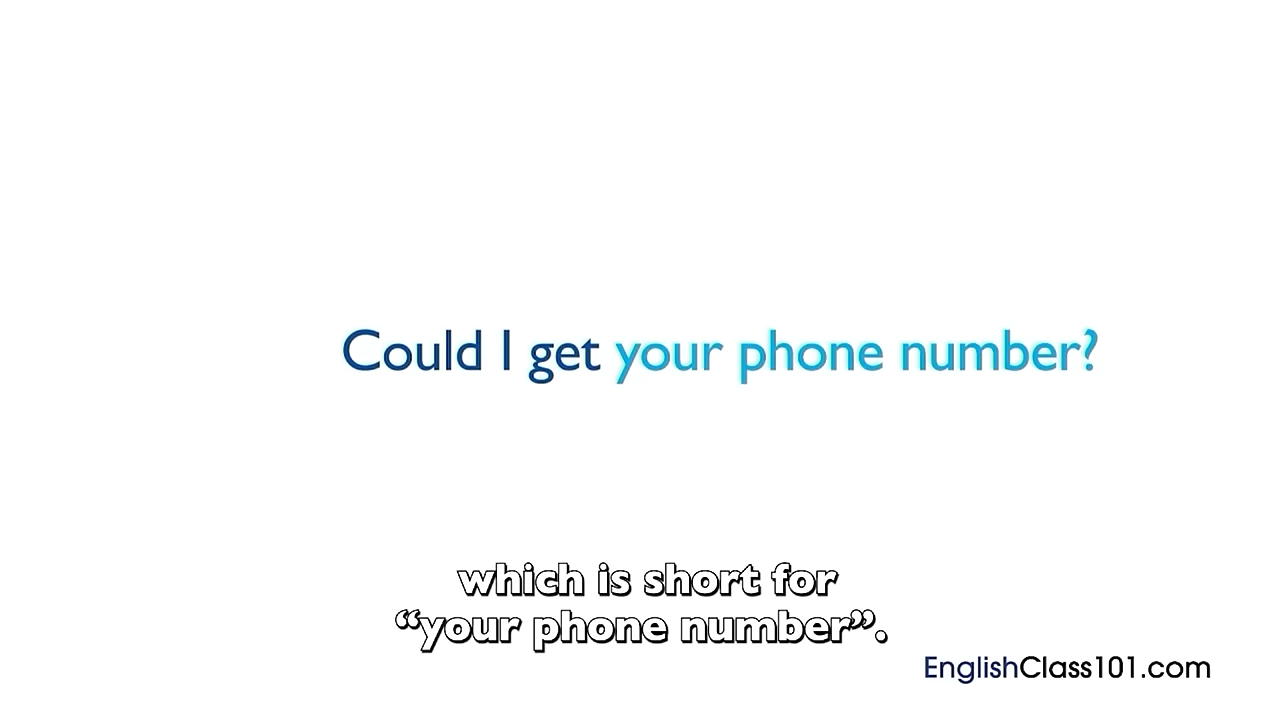 Could I get your phone number?
which is short for
“your phone number”.
EnglishClass101.com